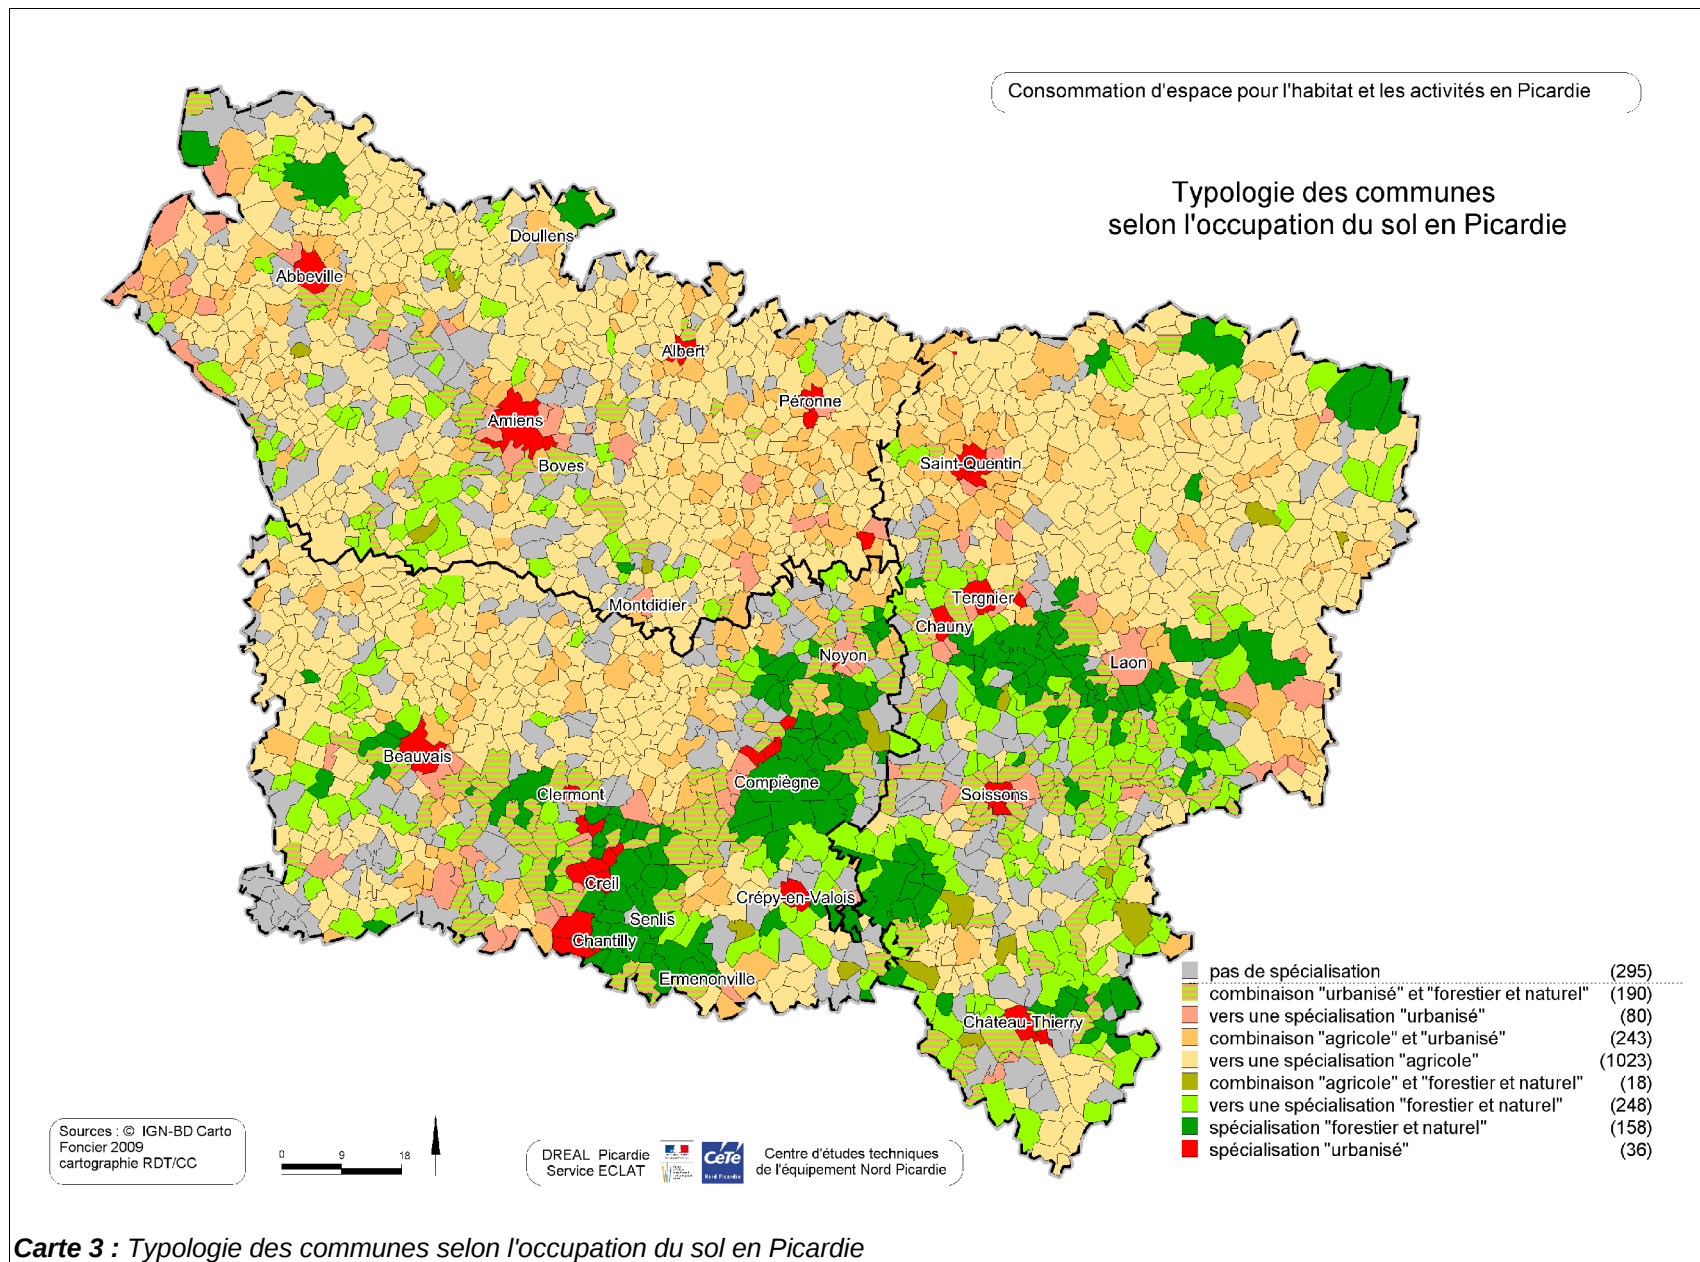 Consommation d'espace pour l'habitat et les activités en Picardie
Typologie des communes
selon l'occupation du sol en Picardie
Doullens
Abbeville
Albert
Péronne
Amiens
Boves
Saint-Quentin
Montdidier
Tergnier
Chauny
Noyon
Laon
Beauvais
Compiègne
Clermont
Soissons
Creil
Crépy-en-Valois
Senlis
Chantilly
Ermenonville
Château-Thierry
pas de spécialisation (295)
combinaison "urbanisé" et "forestier et naturel" (190)
vers une spécialisation "urbanisé" (80)
combinaison "agricole" et "urbanisé" (243)
vers une spécialisation "agricole" (1023)
combinaison "agricole" et "forestier et naturel" (18)
vers une spécialisation "forestier et naturel" (248)
spécialisation "forestier et naturel" (158)
spécialisation "urbanisé" (36)
Sources : © IGN-BD Carto
Foncier 2009
cartographie RDT/CC
0 9 18
DREAL Picardie
Service ECLAT
CeTe
Nord Picardie
Centre d'études techniques
de l'équipement Nord Picardie
Carte 3 : Typologie des communes selon l'occupation du sol en Picardie